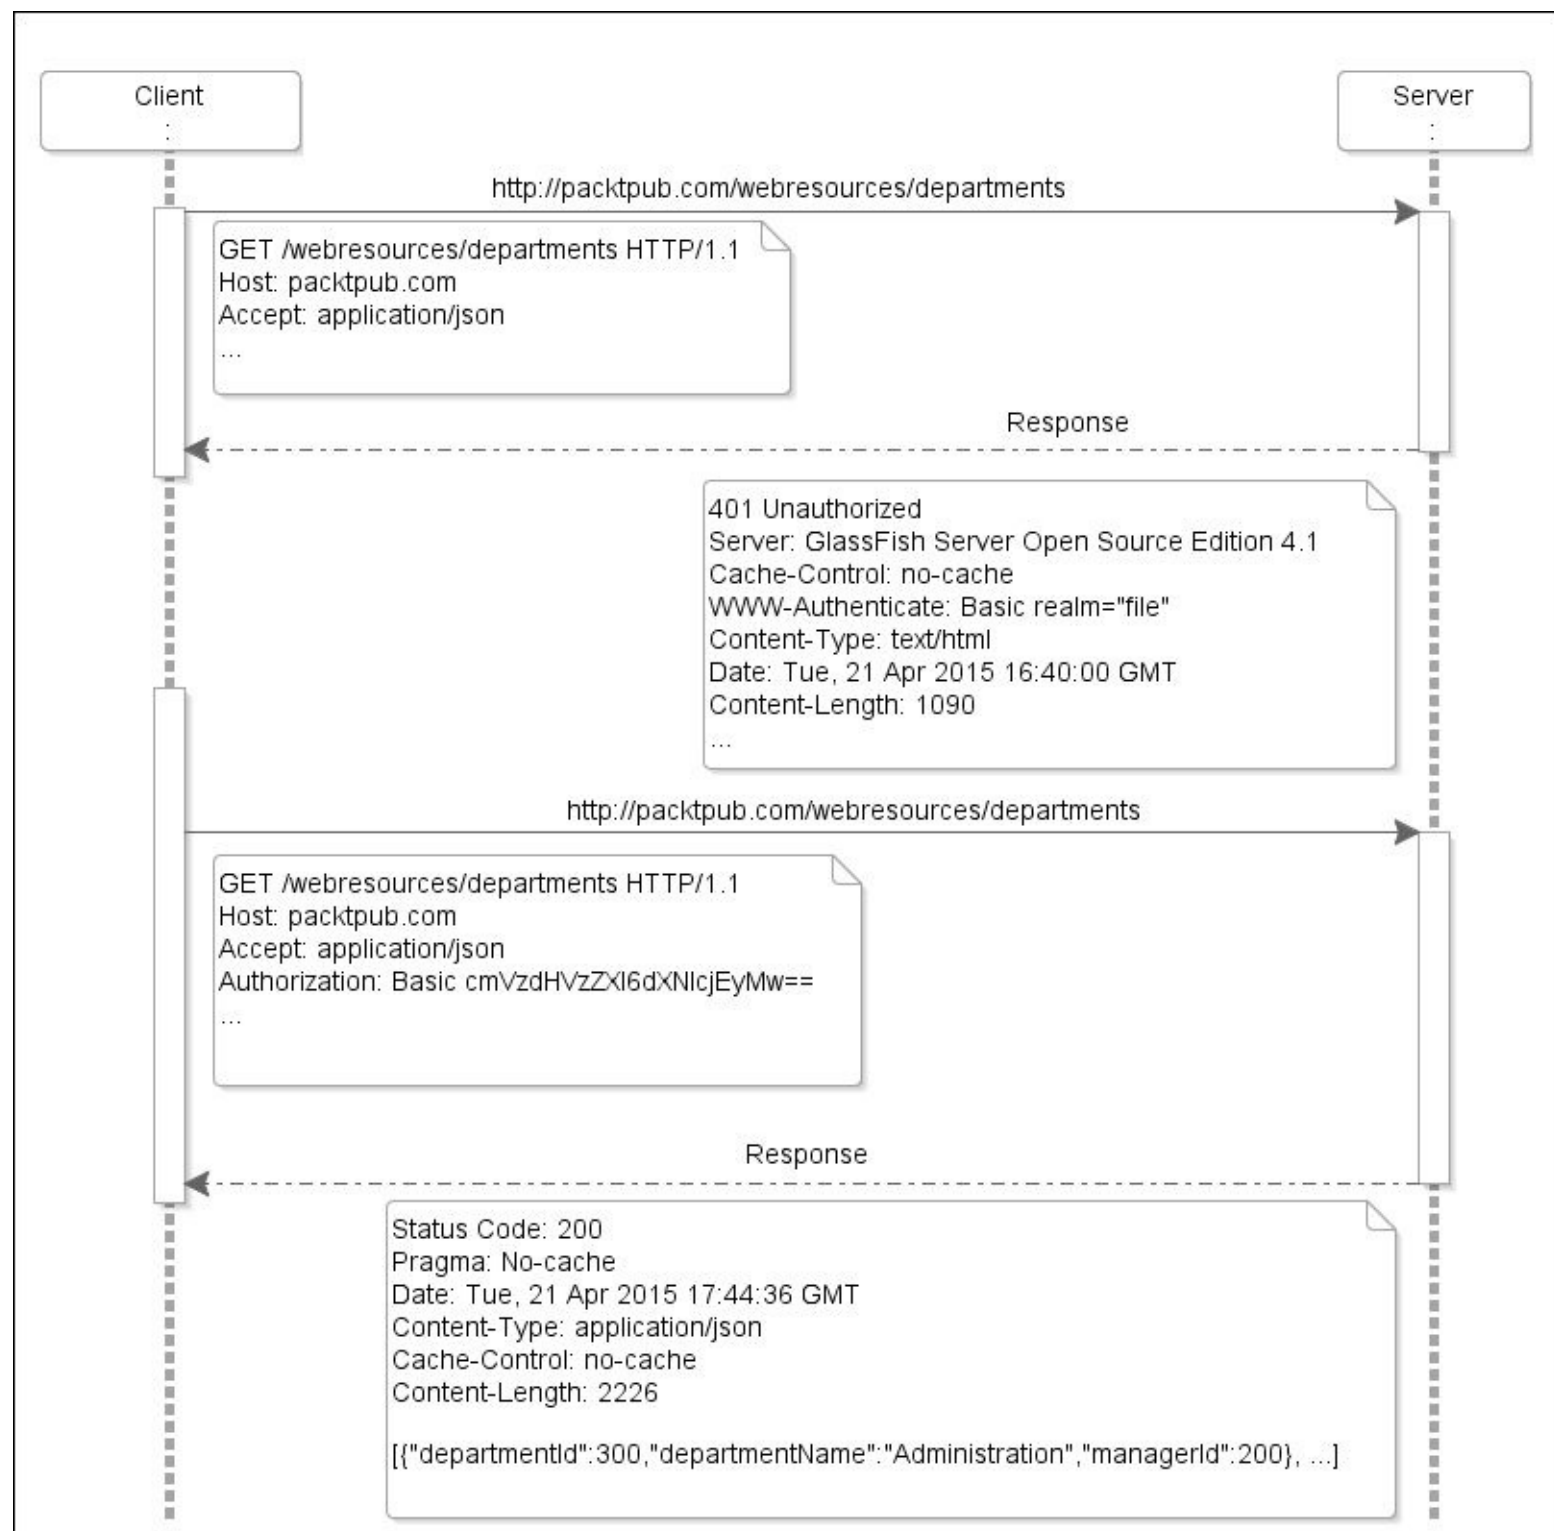 Client
:
Server
:
http://packtpub.com/webresources/departments
GET /webresources/departments HTTP/1.1
Host: packtpub.com
Accept: application/json
...
Response
401 Unauthorized
Server: GlassFish Server Open Source Edition 4.1
Cache-Control: no-cache
WWW-Authenticate: Basic realm="file"
Content-Type: text/html
Date: Tue, 21 Apr 2015 16:40:00 GMT
Content-Length: 1090
...
http://packtpub.com/webresources/departments
GET /webresources/departments HTTP/1.1
Host: packtpub.com
Accept: application/json
Authorization: Basic cmVzdHVzZXI6dXNlcjEyMw==
...
Response
Status Code: 200
Pragma: No-cache
Date: Tue, 21 Apr 2015 17:44:36 GMT
Content-Type: application/json
Cache-Control: no-cache
Content-Length: 2226
[{"departmentId":300,"departmentName":"Administration","managerId":200}, ...]